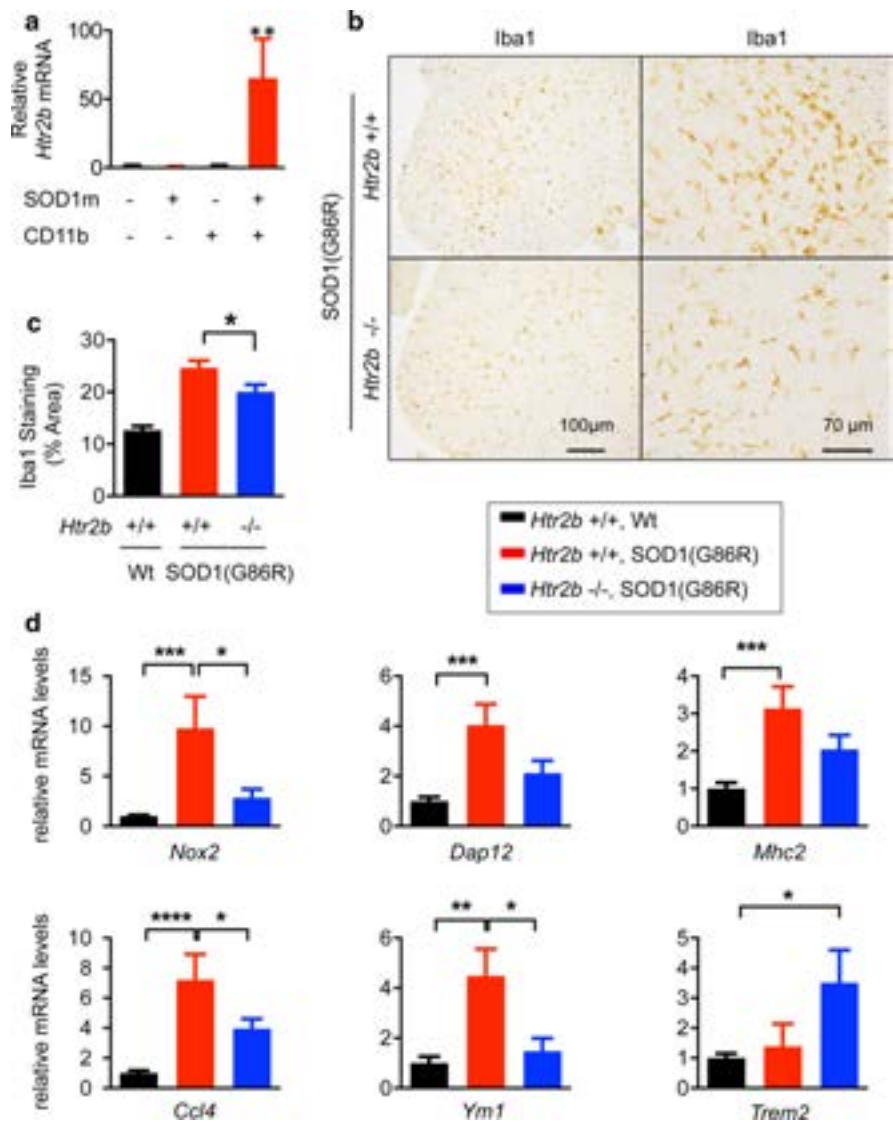 a
Relative
Htr2b mRNA
100
50
0
**
SOD1m - + - +
CD11b - - + +
b
Iba1 Iba1
SOD1(G86R)
Htr2b +/+
Htr2b -/-
100µm
70 µm
c
Iba1 Staining
(% Area)
30
20
10
0
*
Htr2b +/+ +/+ -/-
Wt SOD1(G86R)
Htr2b +/+, Wt
Htr2b +/+, SOD1(G86R)
Htr2b -/-, SOD1(G86R)
d
relative mRNA levels
15
10
5
0
*** *
Nox2
6
4
2
0
***
Dap12
4
3
2
1
0
***
Mhc2
relative mRNA levels
10
8
6
4
2
0
**** *
Ccl4
6
4
2
0
** *
Ym1
5
4
3
2
1
0
*
Trem2